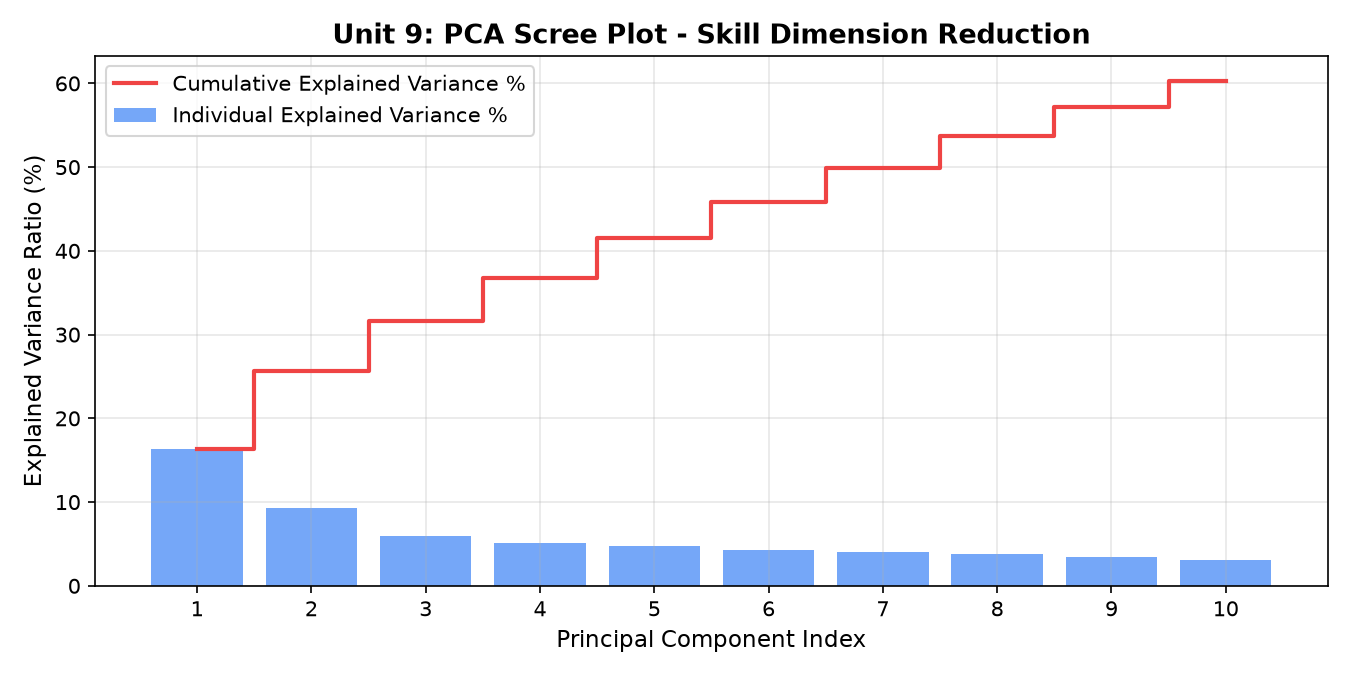 Unit 9: PCA Scree Plot - Skill Dimension Reduction
Cumulative Explained Variance %
Individual Explained Variance %
Explained Variance Ratio (%)
60
50
40
30
20
10
0
1 2 3 4 5 6 7 8 9 10
Principal Component Index